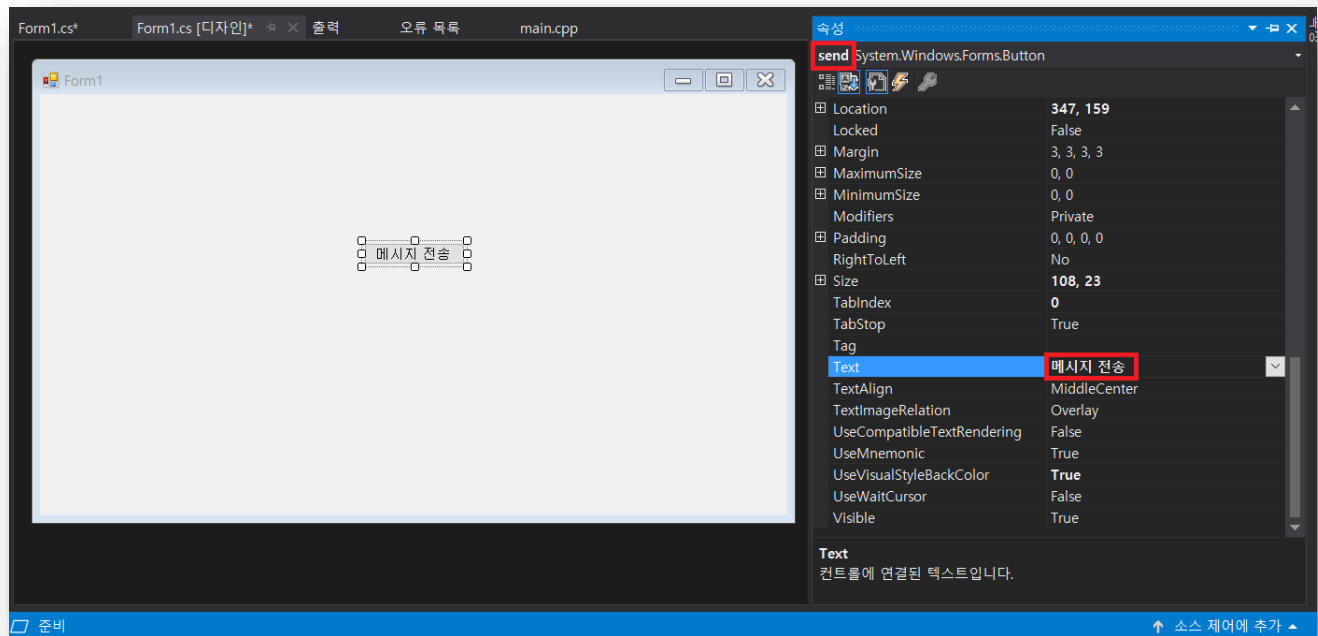 Form1.cs*
Form1.cs [디자인]*
출력
오류 목록
main.cpp
Form1
메시지 전송
속성
send System.Windows.Forms.Button
Location 347, 159
Locked False
Margin 3, 3, 3, 3
MaximumSize 0, 0
MinimumSize 0, 0
Modifiers Private
Padding 0, 0, 0, 0
RightToLeft No
Size 108, 23
TabIndex 0
TabStop True
Tag
Text 메시지 전송
TextAlign MiddleCenter
TextImageRelation Overlay
UseCompatibleTextRendering False
UseMnemonic True
UseVisualStyleBackColor True
UseWaitCursor False
Visible True
Text
컨트롤에 연결된 텍스트입니다.
준비
소스 제어에 추가